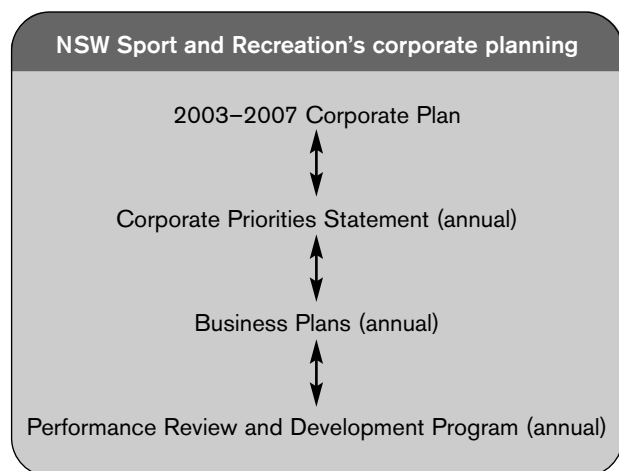 NSW Sport and Recreation’s corporate planning
2003–2007 Corporate Plan
Corporate Priorities Statement (annual)
Business Plans (annual)
Performance Review and Development Program (annual)